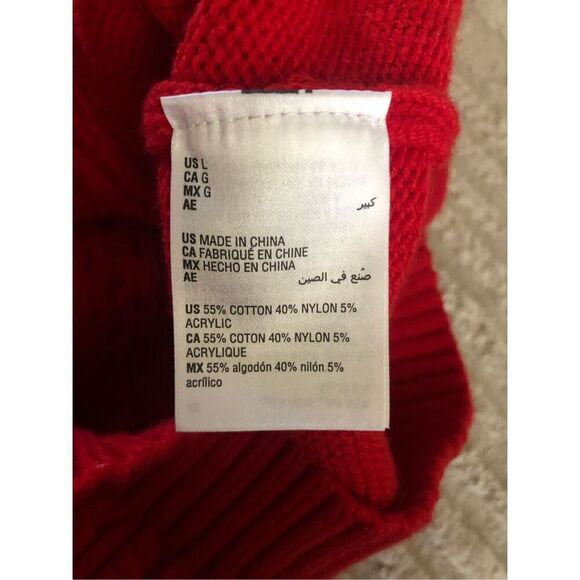 US L
CA G
MX G
AE كبير
US MADE IN CHINA
CA FABRIQUÉ EN CHINE
MX HECHO EN CHINA
AE صُنع في الصين
US 55% COTTON 40% NYLON 5%
ACRYLIC
CA 55% COTON 40% NYLON 5%
ACRYLIQUE
MX 55% algodón 40% nilón 5%
acrílico